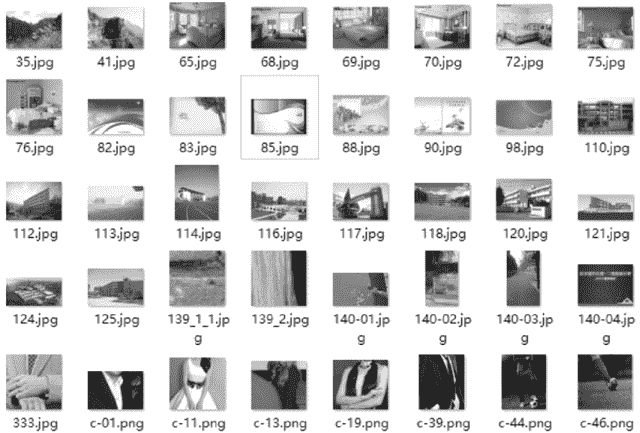 35.jpg 41.jpg 65.jpg 68.jpg 69.jpg 70.jpg 72.jpg 75.jpg
76.jpg 82.jpg 83.jpg 85.jpg 88.jpg 90.jpg 98.jpg 110.jpg
112.jpg 113.jpg 114.jpg 116.jpg 117.jpg 118.jpg 120.jpg 121.jpg
124.jpg 125.jpg 139_1_1.jp 139_2.jpg 140-01.jp 140-02.jp 140-03.jp 140-04.jp
g g g g g
333.jpg c-01.png c-11.png c-13.png c-19.png c-39.png c-44.png c-46.png